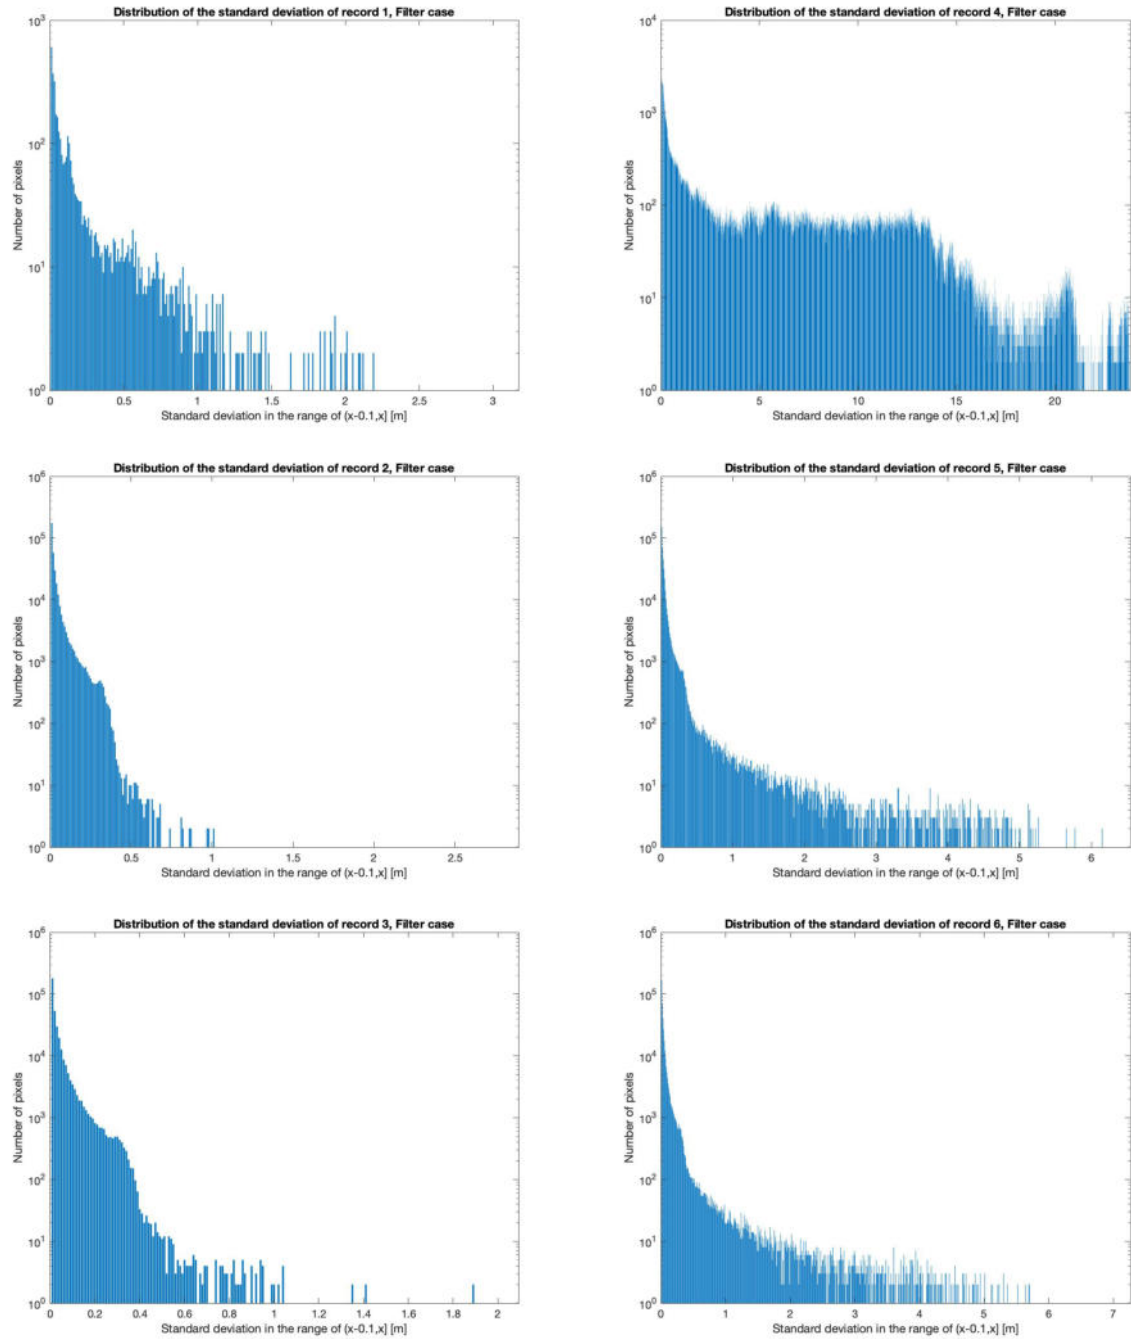 Distribution of the standard deviation of record 1, Filter case
10^3
10^2
10^1
10^0
Number of pixels
0.5 1 1.5 2 2.5 3
Standard deviation in the range of (x-0.1,x] [m]
Distribution of the standard deviation of record 4, Filter case
10^4
10^3
10^2
10^1
10^0
Number of pixels
0 5 10 15 20
Standard deviation in the range of (x-0.1,x] [m]
Distribution of the standard deviation of record 2, Filter case
10^6
10^5
10^4
10^3
10^2
10^1
10^0
Number of pixels
0 0.5 1 1.5 2 2.5
Standard deviation in the range of (x-0.1,x] [m]
Distribution of the standard deviation of record 5, Filter case
10^6
10^5
10^4
10^3
10^2
10^1
10^0
Number of pixels
0 1 2 3 4 5 6
Standard deviation in the range of (x-0.1,x] [m]
Distribution of the standard deviation of record 3, Filter case
10^6
10^5
10^4
10^3
10^2
10^1
10^0
Number of pixels
0.2 0.4 0.6 0.8 1 1.2 1.4 1.6 1.8 2
Standard deviation in the range of (x-0.1,x] [m]
Distribution of the standard deviation of record 6, Filter case
10^6
10^5
10^4
10^3
10^2
10^1
10^0
Number of pixels
0 1 2 3 4 5 6 7
Standard deviation in the range of (x-0.1,x] [m]